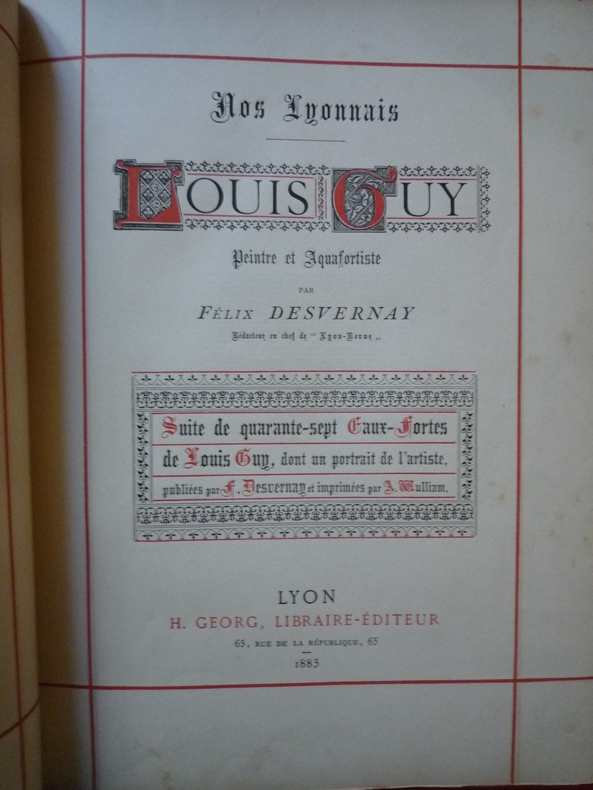 Nos Lyonnais
LOUIS GUY
Peintre et Aquafortiste
PAR
FÉLIX DESVERNAY
Rédacteur en chef de "Lyon-Revue„
Suite de quarante-sept Eaux-Fortes
de Louis Guy, dont un portrait de l'artiste,
publiées par F. Desvernay et imprimées par A. Wulliam.
LYON
H. GEORG, LIBRAIRE-ÉDITEUR
65, RUE DE LA RÉPUBLIQUE, 65
1885